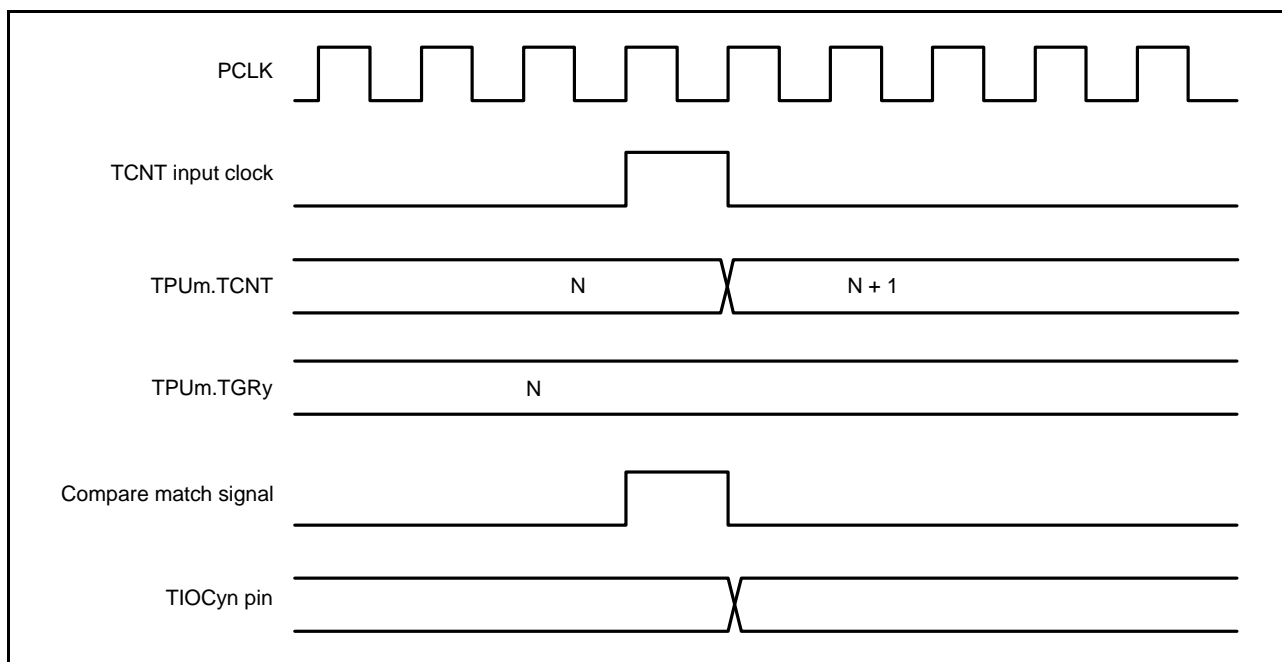 PCLK
TCNT input clock
TPUm.TCNT
N
N + 1
TPUm.TGRy
N
Compare match signal
TIOCyn pin